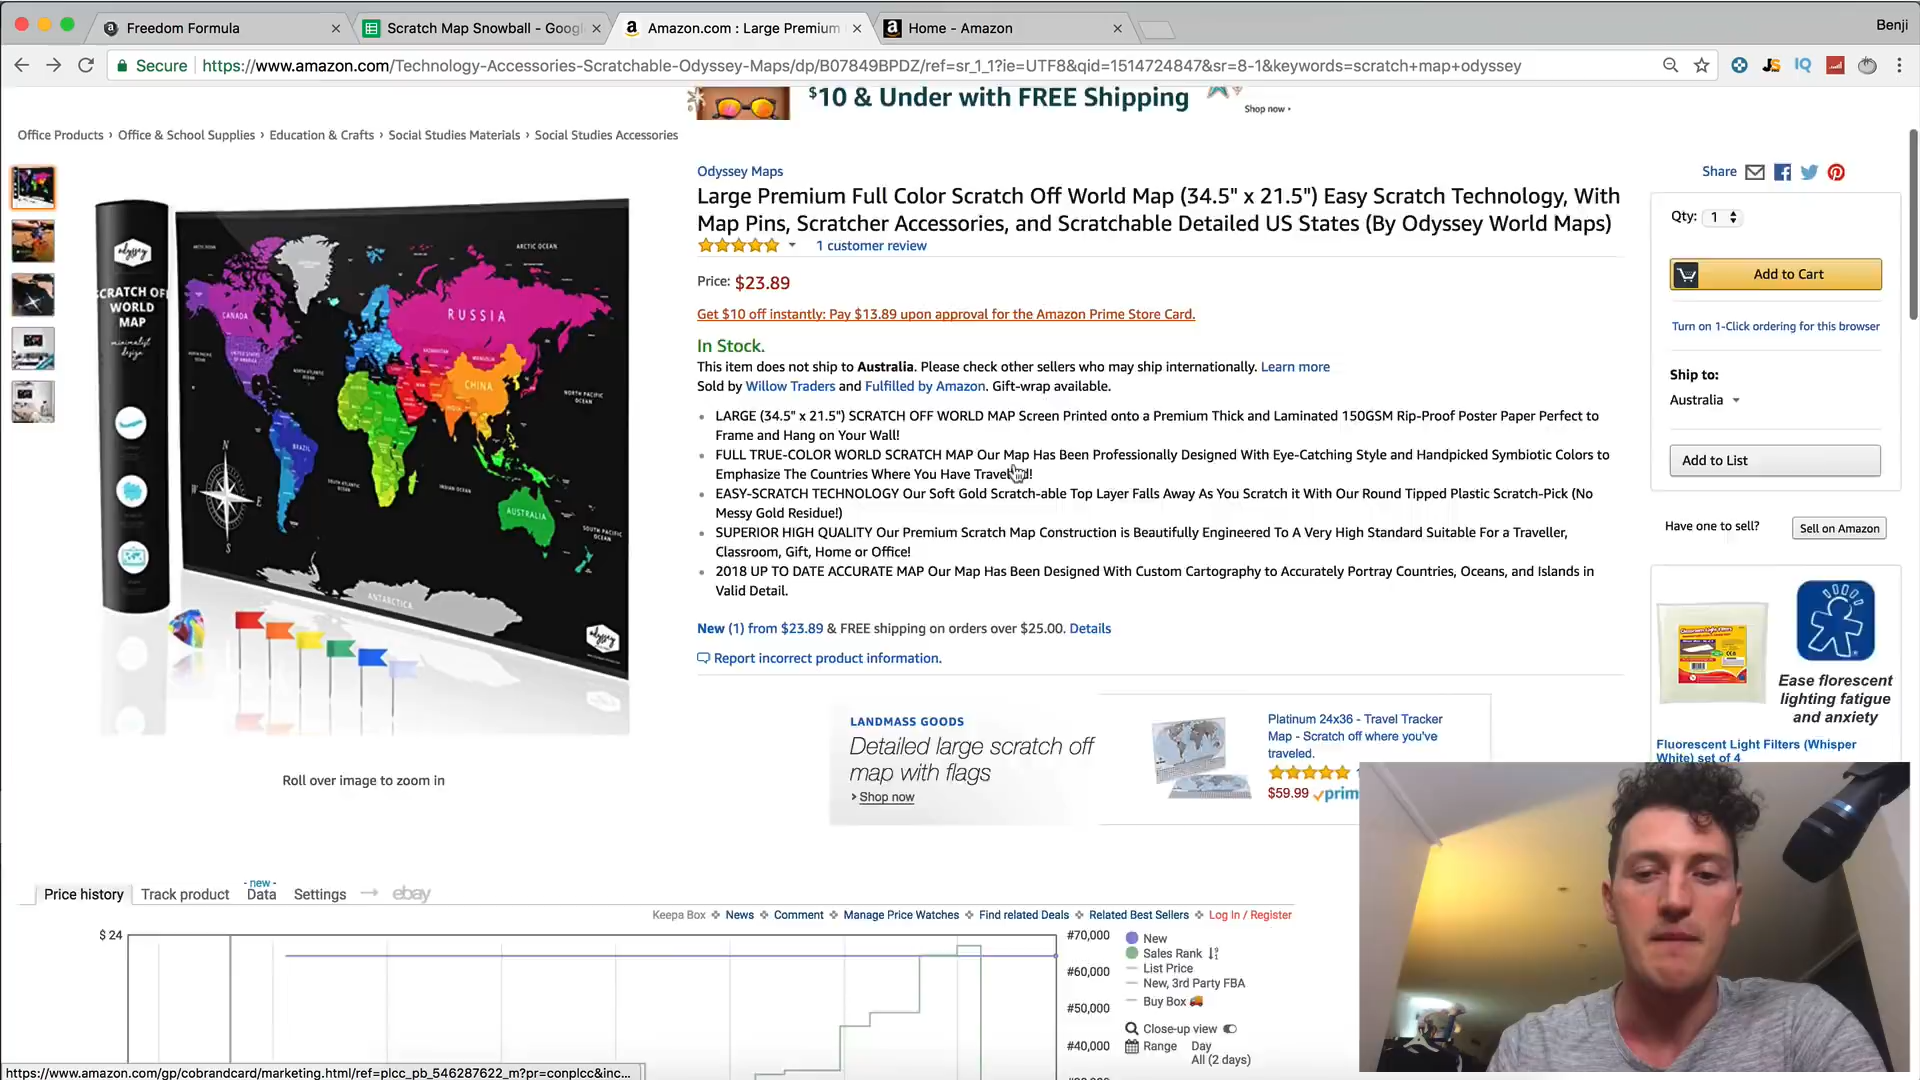 Freedom Formula
Scratch Map Snowball - Googl
Amazon.com : Large Premium
Home - Amazon
Benji
Secure https://www.amazon.com/Technology-Accessories-Scratchable-Odyssey-Maps/dp/B07849BPDZ/ref=sr_1_1?ie=UTF8&qid=1514724847&sr=8-1&keywords=scratch+map+odyssey
$10 & Under with FREE Shipping
Shop now ›
Office Products › Office & School Supplies › Education & Crafts › Social Studies Materials › Social Studies Accessories
Odyssey Maps
Large Premium Full Color Scratch Off World Map (34.5" x 21.5") Easy Scratch Technology, With
Map Pins, Scratcher Accessories, and Scratchable Detailed US States (By Odyssey World Maps)
1 customer review
Price: $23.89
Get $10 off instantly: Pay $13.89 upon approval for the Amazon Prime Store Card.
In Stock.
This item does not ship to Australia. Please check other sellers who may ship internationally. Learn more
Sold by Willow Traders and Fulfilled by Amazon. Gift-wrap available.
LARGE (34.5" x 21.5") SCRATCH OFF WORLD MAP Screen Printed onto a Premium Thick and Laminated 150GSM Rip-Proof Poster Paper Perfect to
Frame and Hang on Your Wall!
FULL TRUE-COLOR WORLD SCRATCH MAP Our Map Has Been Professionally Designed With Eye-Catching Style and Handpicked Symbiotic Colors to
Emphasize The Countries Where You Have Travelled!
EASY-SCRATCH TECHNOLOGY Our Soft Gold Scratch-able Top Layer Falls Away As You Scratch it With Our Round Tipped Plastic Scratch-Pick (No
Messy Gold Residue!)
SUPERIOR HIGH QUALITY Our Premium Scratch Map Construction is Beautifully Engineered To A Very High Standard Suitable For a Traveller,
Classroom, Gift, Home or Office!
2018 UP TO DATE ACCURATE MAP Our Map Has Been Designed With Custom Cartography to Accurately Portray Countries, Oceans, and Islands in
Valid Detail.
New (1) from $23.89 & FREE shipping on orders over $25.00. Details
Report incorrect product information.
Share
Qty: 1
Add to Cart
Turn on 1-Click ordering for this browser
Ship to:
Australia
Add to List
Have one to sell?
Sell on Amazon
odyssey
SCRATCH OFF
WORLD
MAP
minimalist
design
ARCTIC OCEAN
CANADA
RUSSIA
CHINA
BRAZIL
INDIAN OCEAN
AUSTRALIA
ANTARCTICA
N
S
odyssey
Roll over image to zoom in
LANDMASS GOODS
Detailed large scratch off
map with flags
› Shop now
Platinum 24x36 - Travel Tracker
Map - Scratch off where you've
traveled.
$59.99 prim
Ease florescent
lighting fatigue
and anxiety
Fluorescent Light Filters (Whisper
White) set of 4
Price history
Track product
- new -
Data
Settings
ebay
Keepa Box News Comment Manage Price Watches Find related Deals Related Best Sellers Log In / Register
$ 24
#70,000
#60,000
#50,000
#40,000
New
Sales Rank
List Price
New, 3rd Party FBA
Buy Box
Close-up view
Range Day
All (2 days)
https://www.amazon.com/gp/cobrandcard/marketing.html/ref=plcc_pb_546287622_m?pr=conplcc&inc...